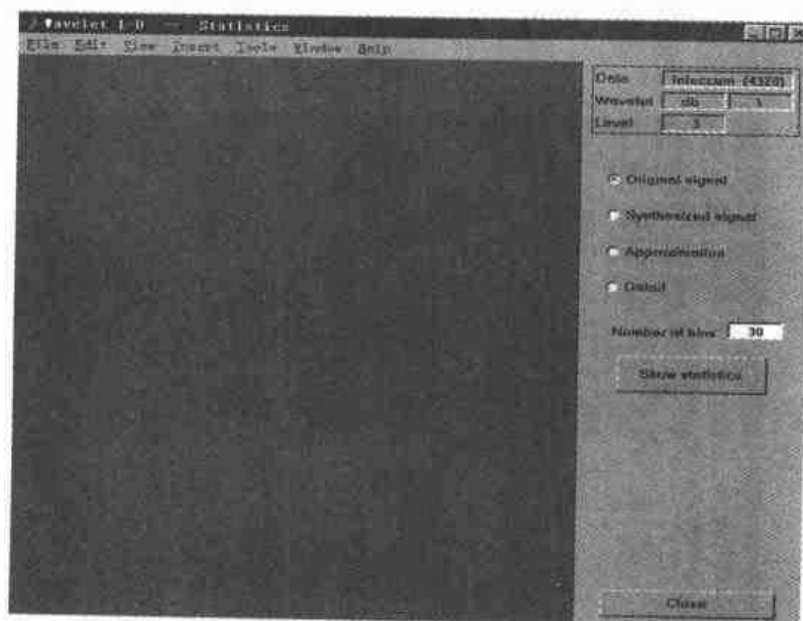 Wavelet 1-D -- Statistics
File Edit View Insert Tools Window Help
Data (4320)
Wavelet db
Level
Original signal
Synthesized signal
Approximation
Detail
Number of bins 30
Show statistics
Close